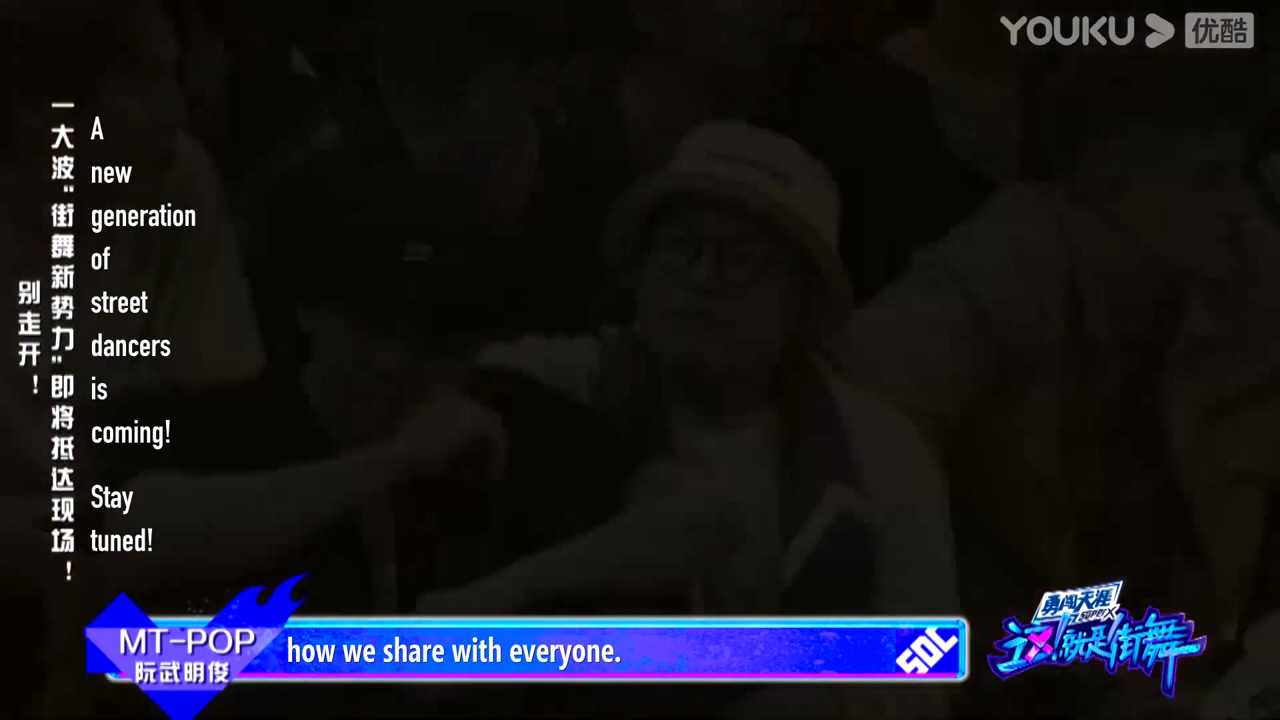 YOUKU 优酷
一大波“街舞新势力”即将抵达现场！
别走开！
A
new
generation
of
street
dancers
is
coming!
Stay
tuned!
MT-POP
阮武明俊
how we share with everyone.
SDC
勇闯天涯
SUPERX
这!就是街舞